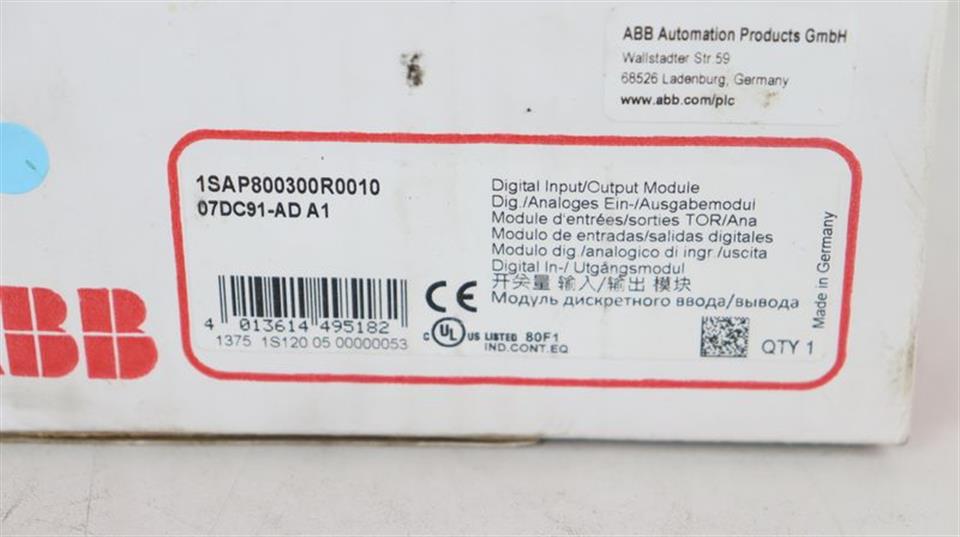 ABB Automation Products GmbH
Wallstadter Str 59
68526 Ladenburg, Germany
www.abb.com/plc
1SAP800300R0010
07DC91-AD A1
Digital Input/Output Module
Dig./Analoges Ein-/Ausgabemodul
Module d'entrées/sorties TOR/Ana
Modulo de entradas/salidas digitales
Modulo dig./analogico di ingr./uscita
Digital In-/ Utgångsmodul
开关量 输入/输出 模块
Модуль дискретного ввода/вывода
Made in Germany
4 013614 495182
1375 1S120 05 00000053
CE
c UL US LISTED 80F1
IND.CONT.EQ
QTY 1
ABB